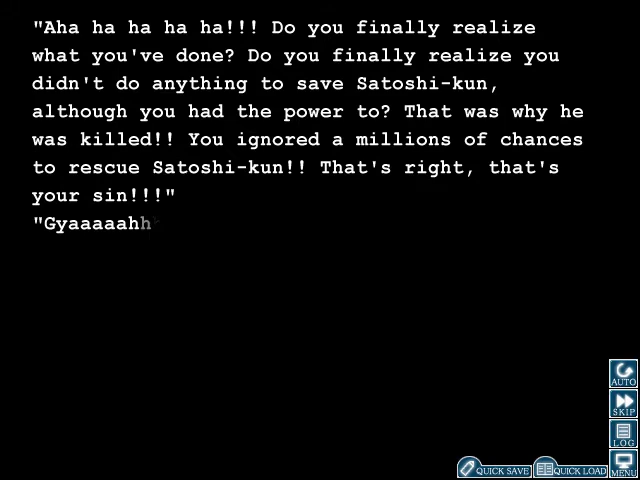 "Aha ha ha ha ha!!! Do you finally realize
what you've done? Do you finally realize you
didn't do anything to save Satoshi-kun,
although you had the power to? That was why he
was killed!! You ignored a millions of chances
to rescue Satoshi-kun!! That's right, that's
your sin!!!"
"Gyaaaaahh
AUTO
SKIP
LOG
QUICK SAVE
QUICK LOAD
MENU